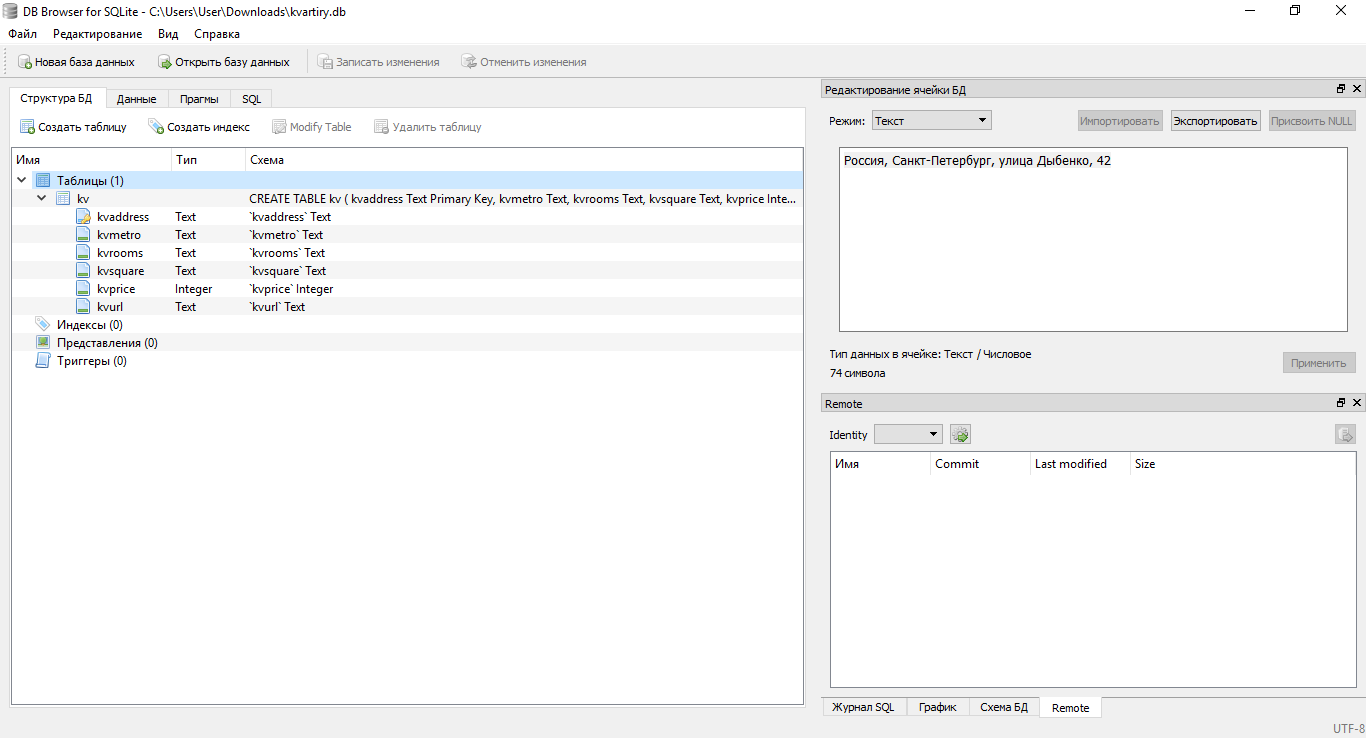 DB Browser for SQLite - C:\Users\User\Downloads\kvartiry.db
Файл Редактирование Вид Справка
Новая база данных Открыть базу данных Записать изменения Отменить изменения
Структура БД Данные Прагмы SQL
Создать таблицу Создать индекс Modify Table Удалить таблицу
Имя Тип Схема
Таблицы (1)
kv CREATE TABLE kv ( kvaddress Text Primary Key, kvmetro Text, kvrooms Text, kvsquare Text, kvprice Inte...
kvaddress Text `kvaddress` Text
kvmetro Text `kvmetro` Text
kvrooms Text `kvrooms` Text
kvsquare Text `kvsquare` Text
kvprice Integer `kvprice` Integer
kvurl Text `kvurl` Text
Индексы (0)
Представления (0)
Триггеры (0)
Редактирование ячейки БД
Режим: Текст Импортировать Экспортировать Присвоить NULL
Россия, Санкт-Петербург, улица Дыбенко, 42
Тип данных в ячейке: Текст / Числовое
74 символа
Применить
Remote
Identity
Имя Commit Last modified Size
Журнал SQL График Схема БД Remote
UTF-8